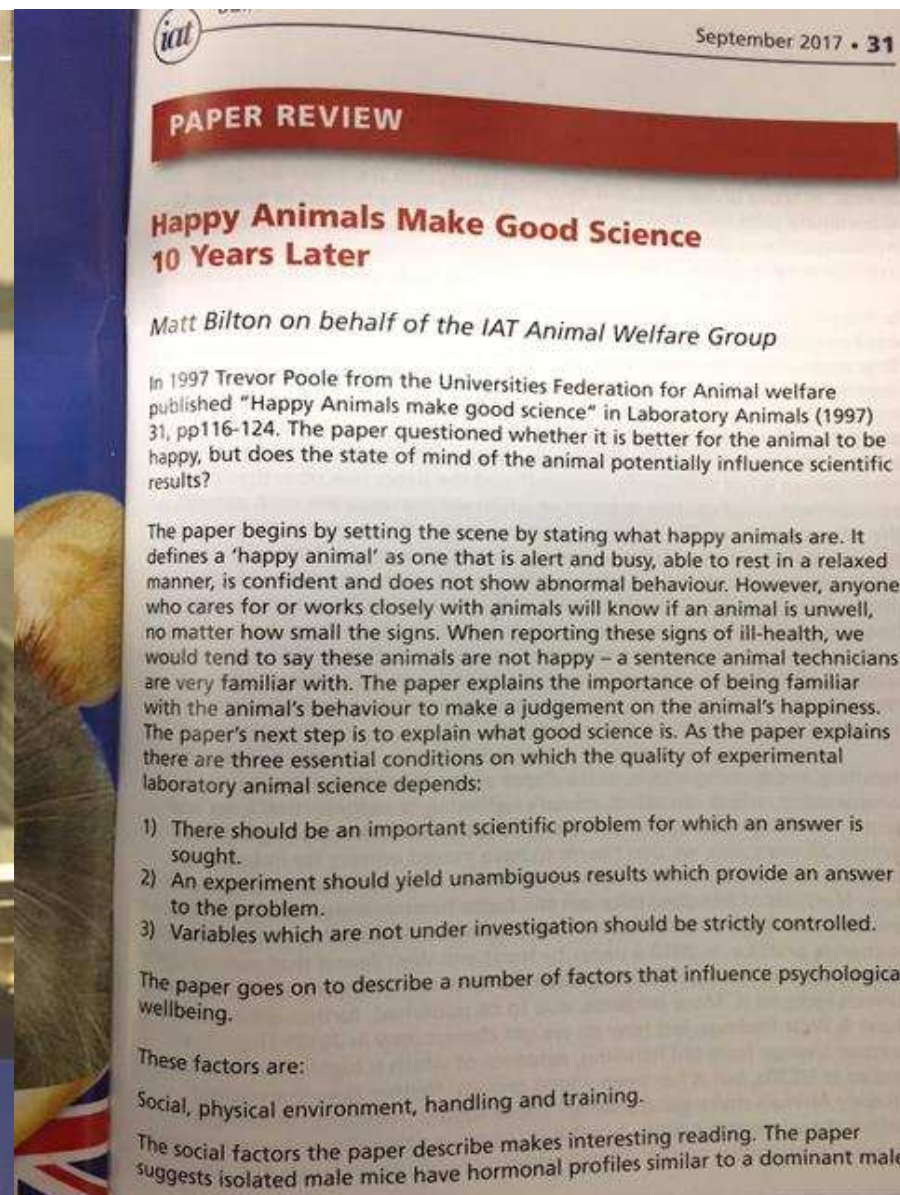 iat
September 2017 • 31
PAPER REVIEW
Happy Animals Make Good Science
10 Years Later
Matt Bilton on behalf of the IAT Animal Welfare Group
In 1997 Trevor Poole from the Universities Federation for Animal welfare
published "Happy Animals make good science" in Laboratory Animals (1997)
31, pp116-124. The paper questioned whether it is better for the animal to be
happy, but does the state of mind of the animal potentially influence scientific
results?
The paper begins by setting the scene by stating what happy animals are. It
defines a 'happy animal' as one that is alert and busy, able to rest in a relaxed
manner, is confident and does not show abnormal behaviour. However, anyone
who cares for or works closely with animals will know if an animal is unwell,
no matter how small the signs. When reporting these signs of ill-health, we
would tend to say these animals are not happy – a sentence animal technicians
are very familiar with. The paper explains the importance of being familiar
with the animal's behaviour to make a judgement on the animal's happiness.
The paper's next step is to explain what good science is. As the paper explains
there are three essential conditions on which the quality of experimental
laboratory animal science depends:
1) There should be an important scientific problem for which an answer is
sought.
2) An experiment should yield unambiguous results which provide an answer
to the problem.
3) Variables which are not under investigation should be strictly controlled.
The paper goes on to describe a number of factors that influence psychologica
wellbeing.
These factors are:
Social, physical environment, handling and training.
The social factors the paper describe makes interesting reading. The paper
suggests isolated male mice have hormonal profiles similar to a dominant male